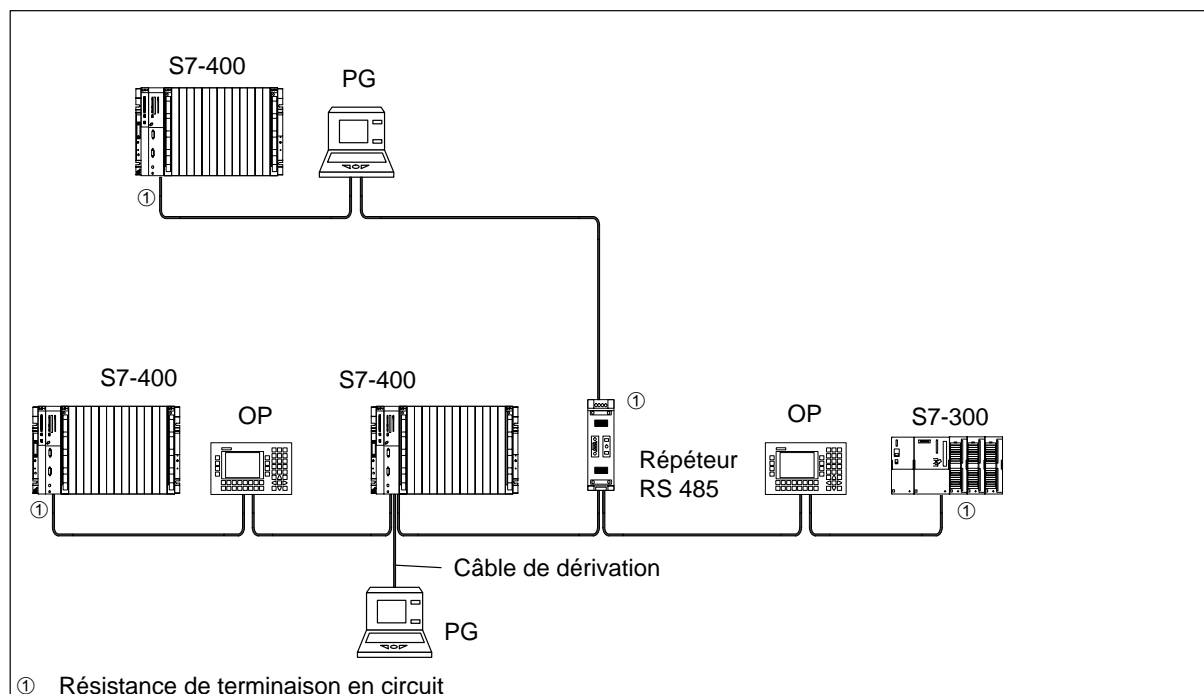 S7-400
PG
①
S7-400
OP
S7-400
①
OP
S7-300
Répéteur
RS 485
①
①
Câble de dérivation
PG
① Résistance de terminaison en circuit